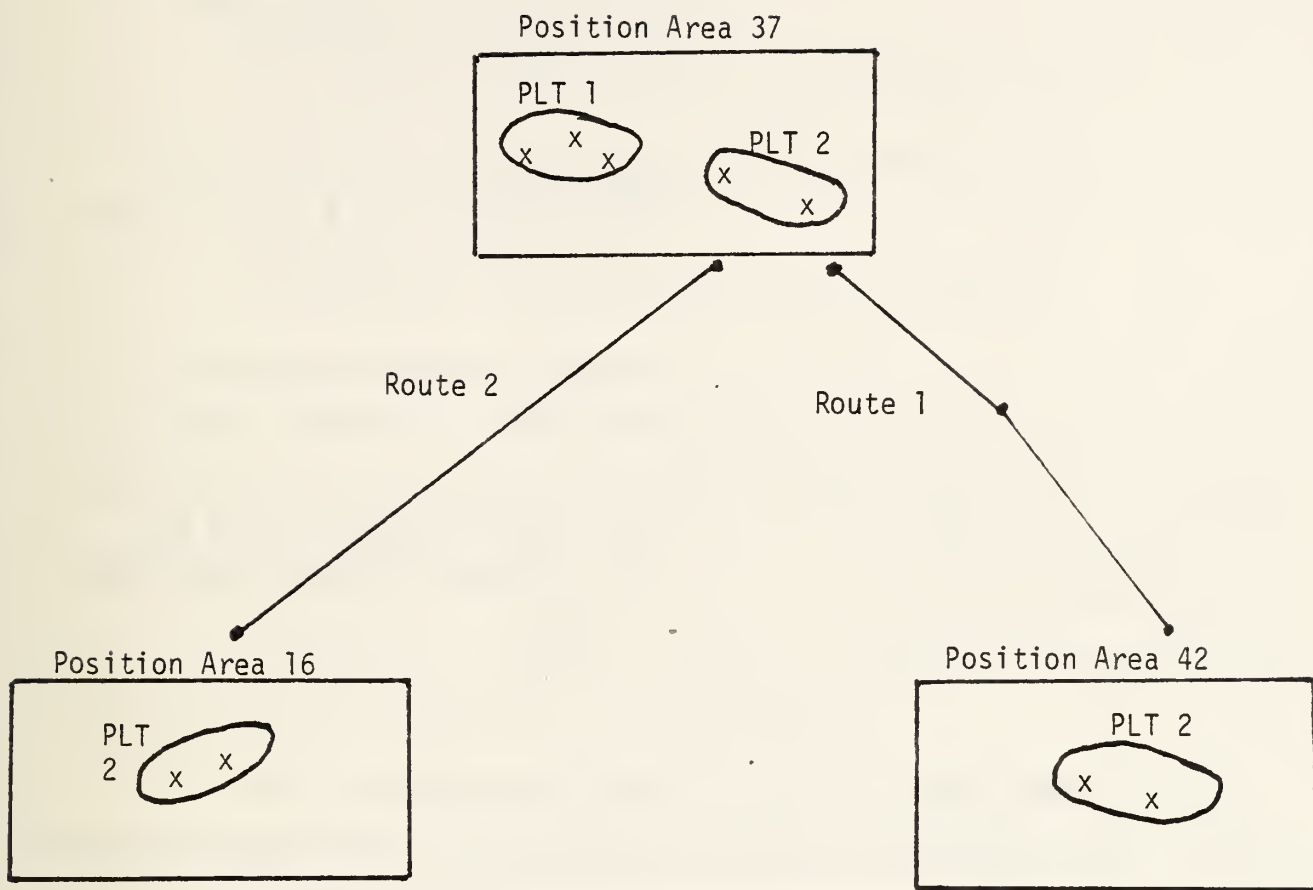 Position Area 37
PLT 1
x
x
x
PLT 2
x
x
Route 2
Route 1
Position Area 16
PLT
2
x
x
Position Area 42
PLT 2
x
x